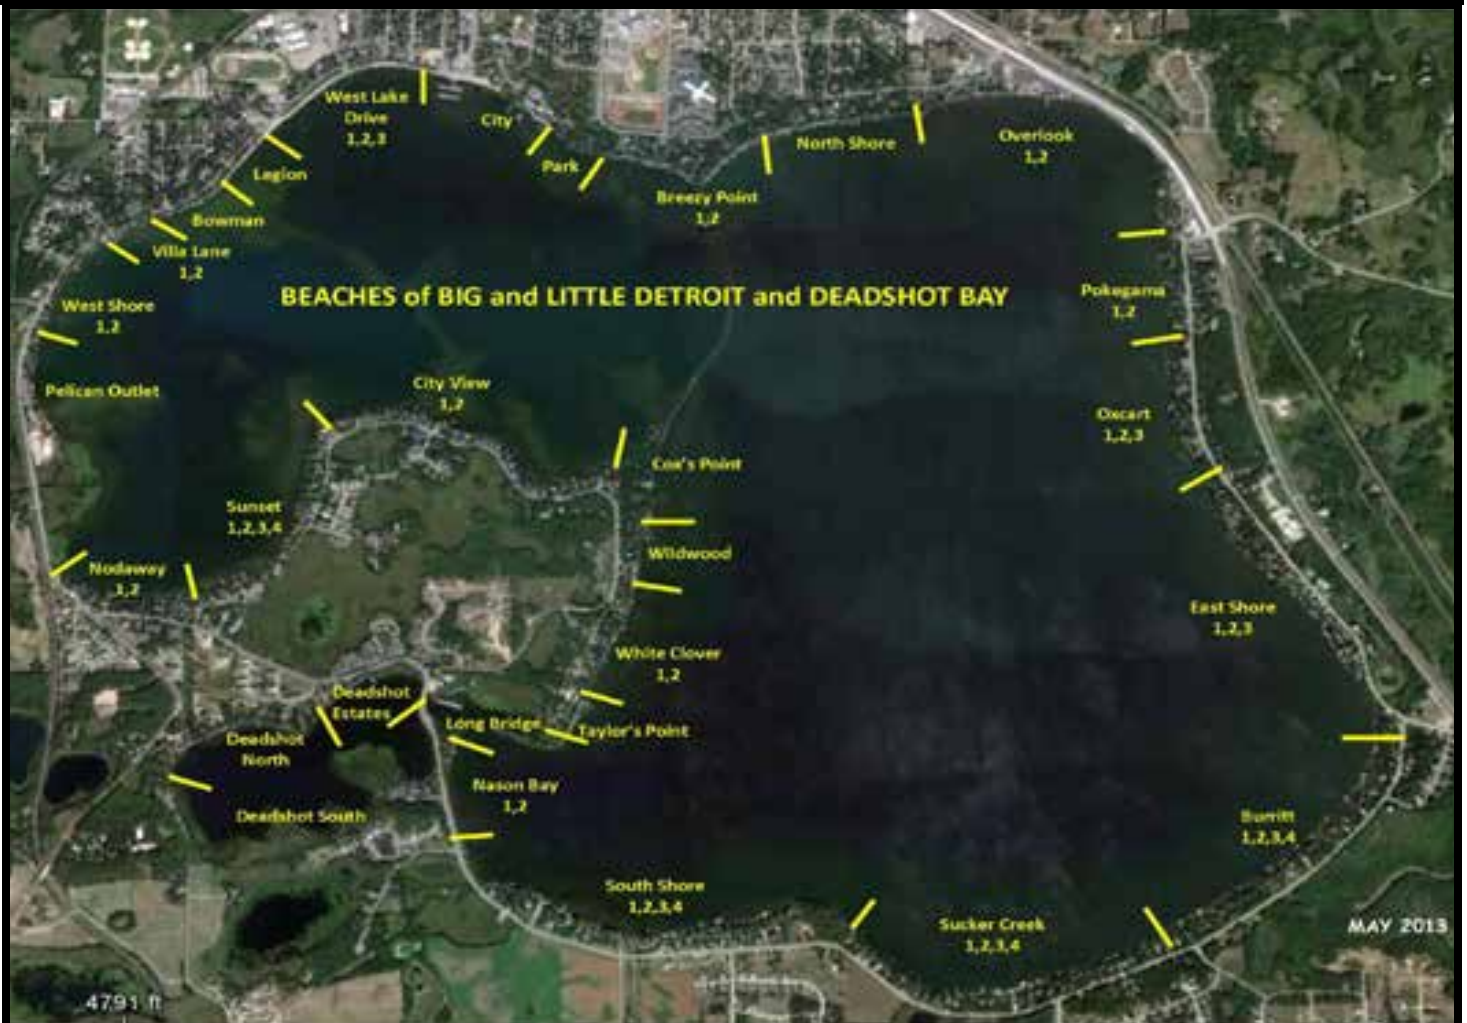 West Lake
Drive
1,2,3
City
Park
Legion
Bowman
Villa Lane
1,2
West Shore
1,2
Pelican Outlet
Breezy Point
1,2
North Shore
Overlook
1,2
BEACHES of BIG and LITTLE DETROIT and DEADSHOT BAY
Pokegama
1,2
City View
1,2
Oxcart
1,2,3
Cox's Point
Sunset
1,2,3,4
Wildwood
Nodaway
1,2
East Shore
1,2,3
White Clover
1,2
Deadshot
Estates
Long Bridge
Taylor's Point
Deadshot
North
Nason Bay
1,2
Deadshot South
Burritt
1,2,3,4
South Shore
1,2,3,4
Sucker Creek
1,2,3,4
MAY 2013
4791 ft